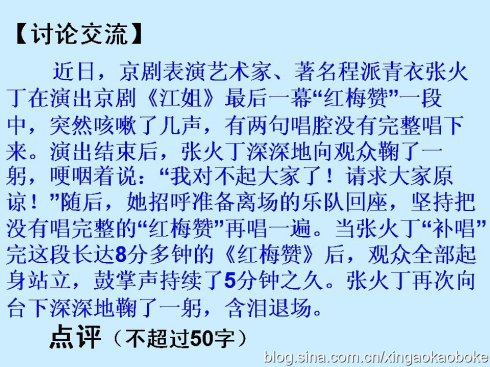 【讨论交流】
近日，京剧表演艺术家、著名程派青衣张火
丁在演出京剧《江姐》最后一幕“红梅赞”一段
中，突然咳嗽了几声，有两句唱腔没有完整唱下
来。演出结束后，张火丁深深地向观众鞠了一
躬，哽咽着说：“我对不起大家了！请求大家原
谅！”随后，她招呼准备离场的乐队回座，坚持把
没有唱完整的“红梅赞”再唱一遍。当张火丁“补唱”
完这段长达8分多钟的《红梅赞》后，观众全部起
身站立，鼓掌声持续了5分钟之久。张火丁再次向
台下深深地鞠了一躬，含泪退场。
点评（不超过50字）
blog.sina.com.cn/xingaokaoboke